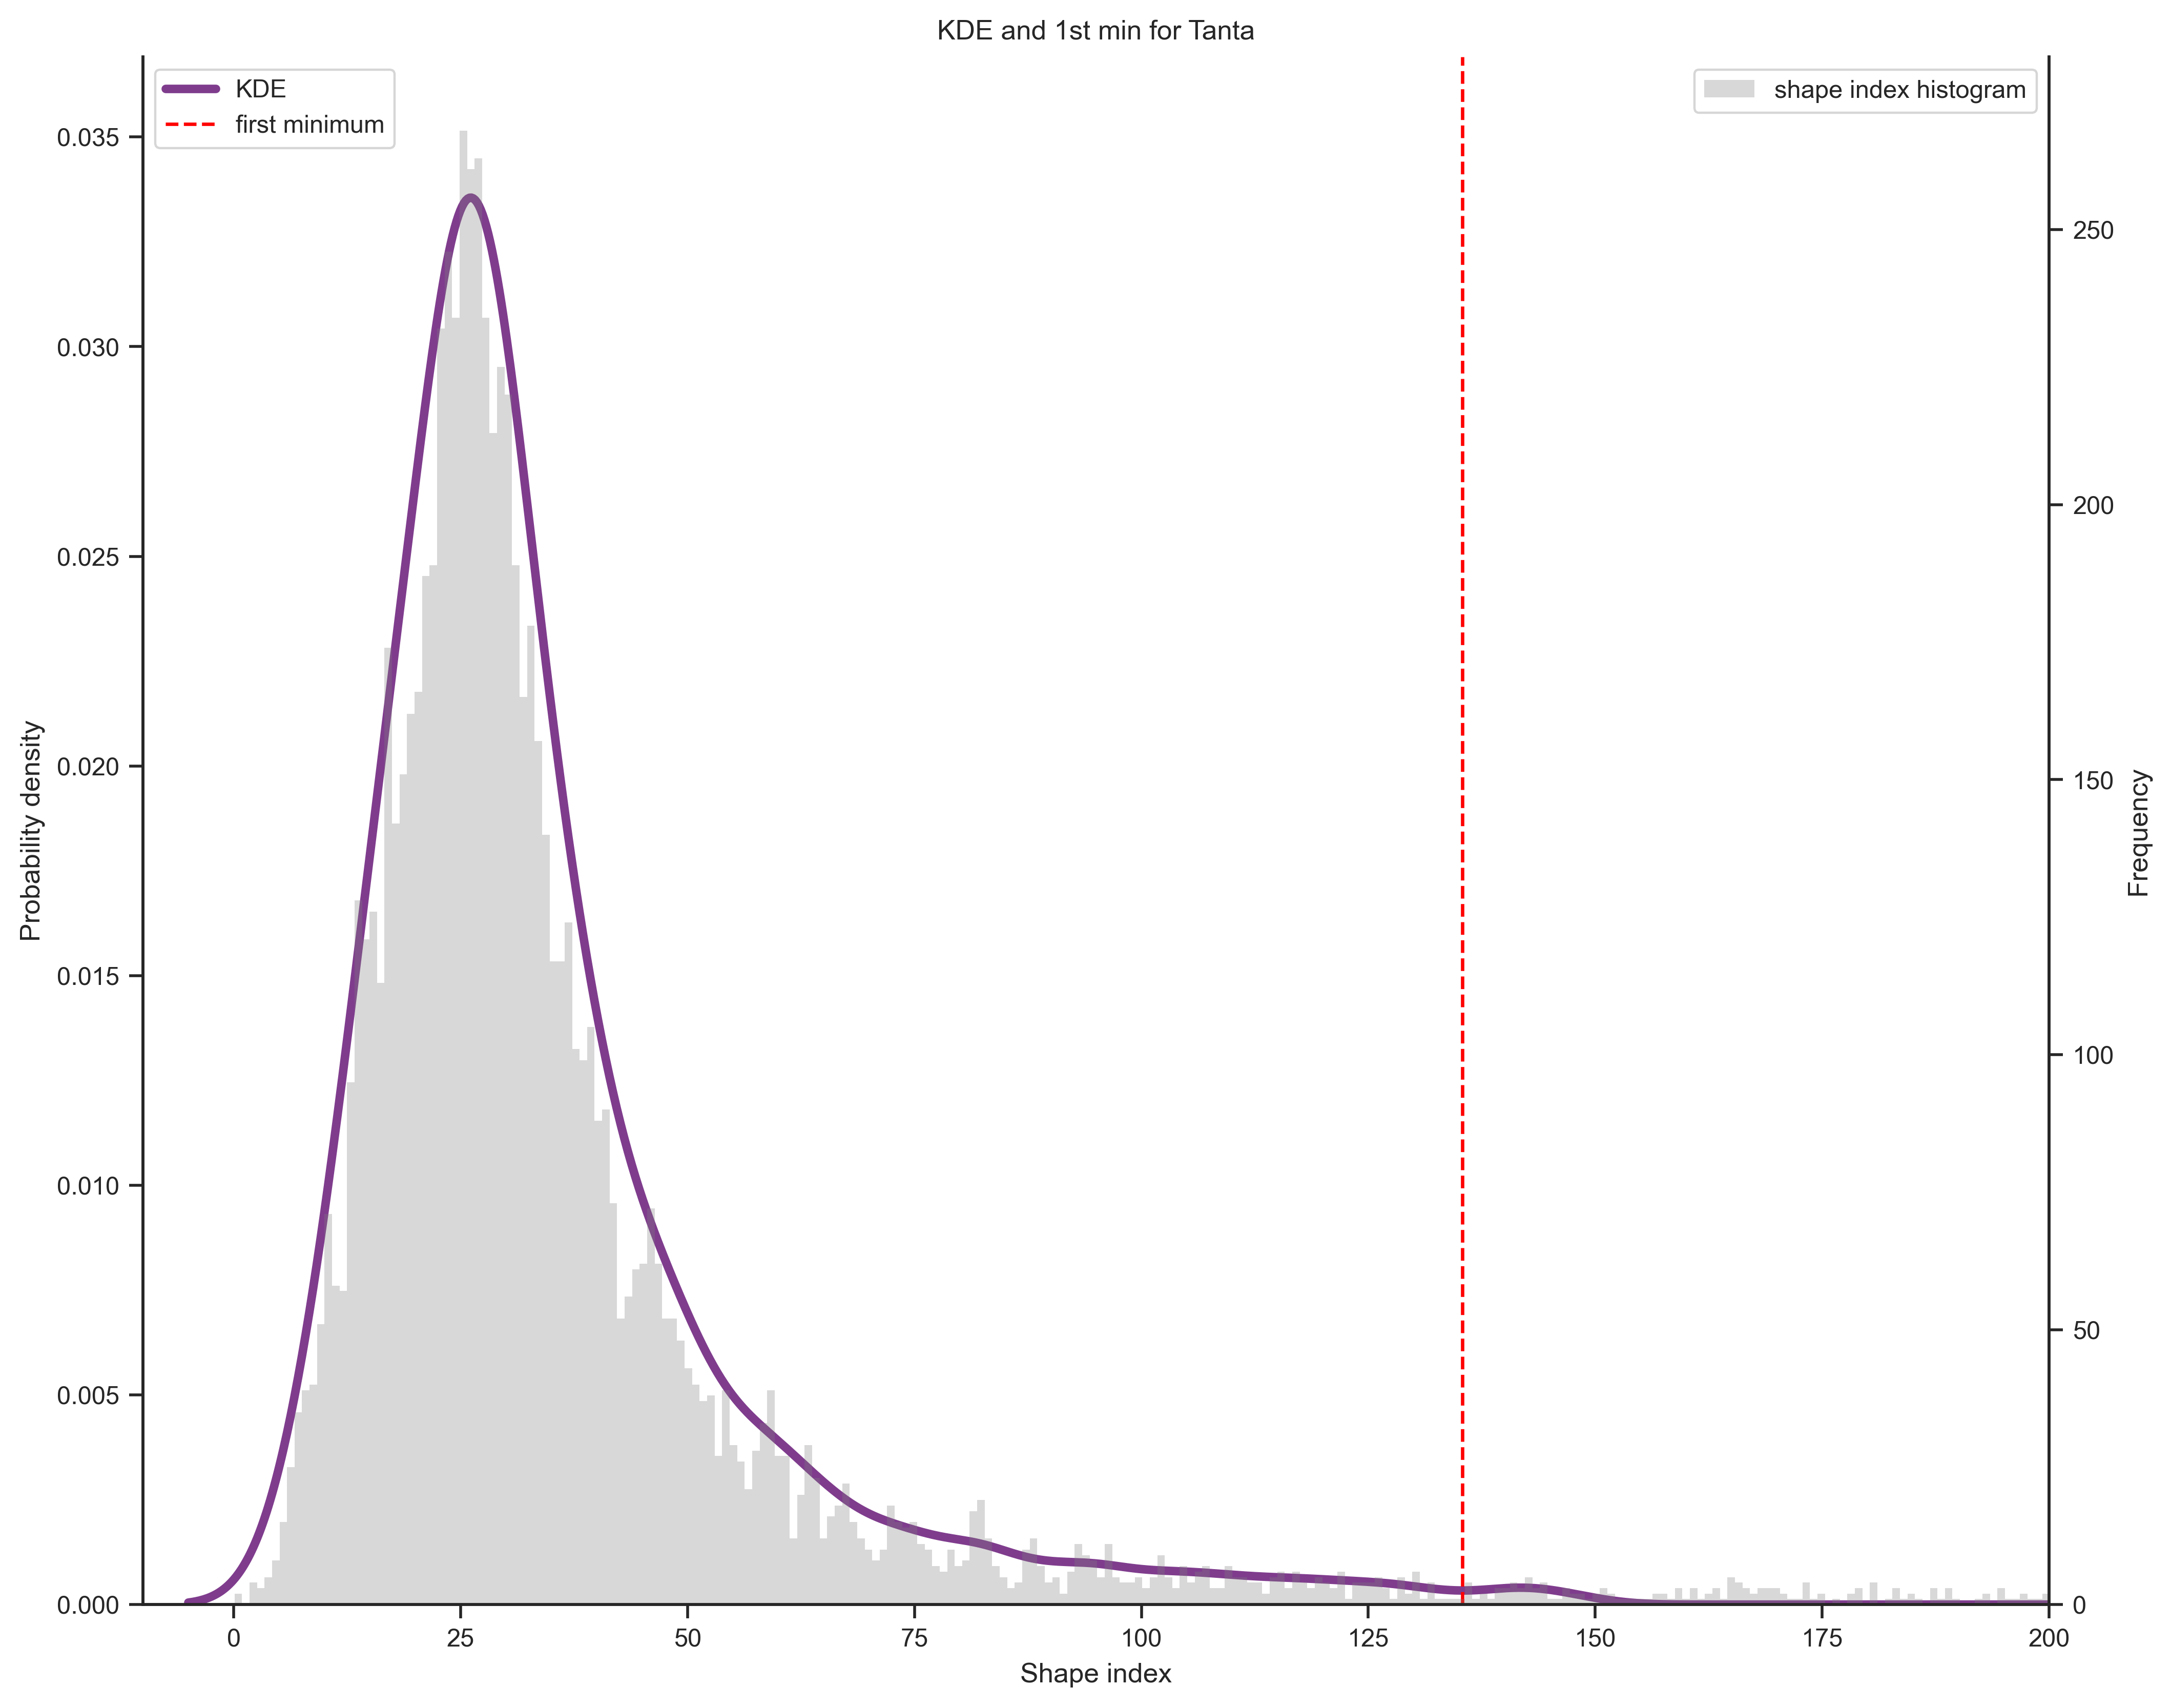 KDE and 1st min for Tanta
KDE
first minimum
shape index histogram
0.035
0.030
0.025
0.020
0.015
0.010
0.005
0.000
Probability density
250
200
150
100
50
0
Frequency
0 25 50 75 100 125 150 175 200
Shape index